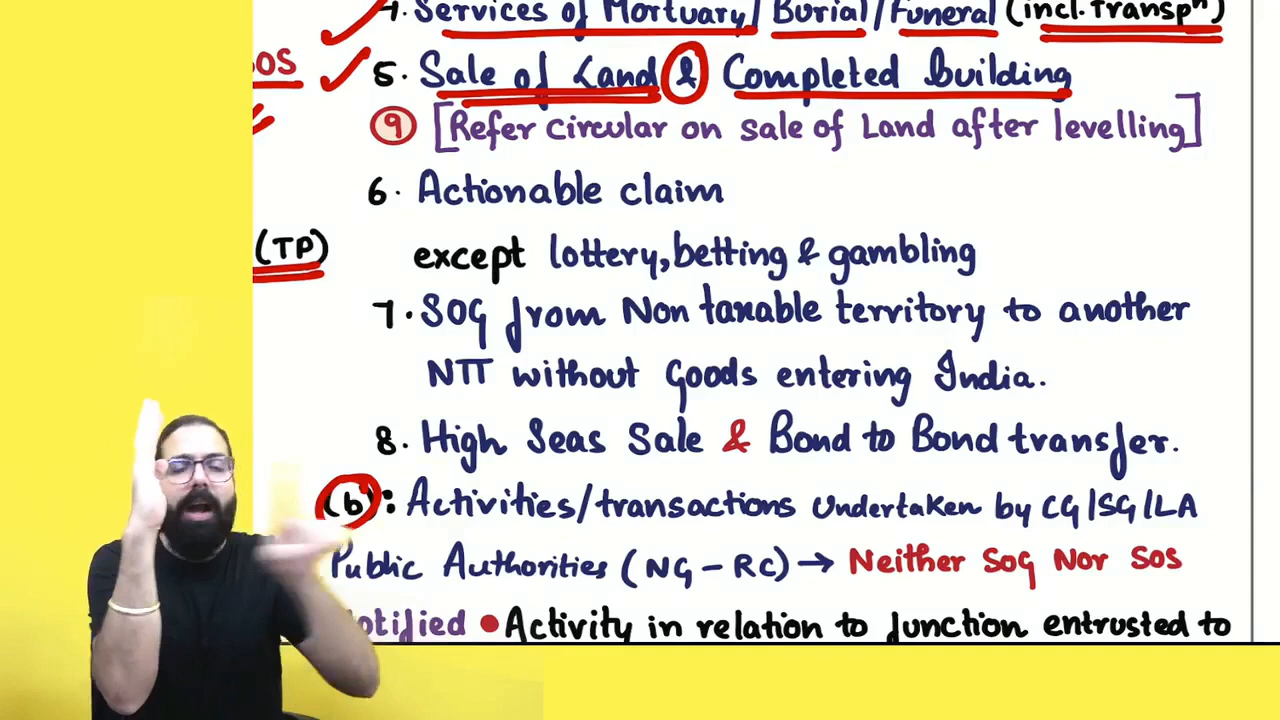 4. Services of Mortuary/Burial/Funeral (incl. Transpⁿ)
SOS
5. Sale of Land & Completed building
9 [Refer Circular on sale of Land after levelling]
6. Actionable claim
(TP)
except lottery, betting & gambling
7. SOG from Non taxable territory to another
NTT without Goods entering India.
8. High Seas Sale & Bond to Bond transfer.
(b): Activities/transactions undertaken by CG/SG/LA
Public Authorities (NG-RC) → Neither SOG Nor SOS
Notified • Activity in relation to function entrusted to